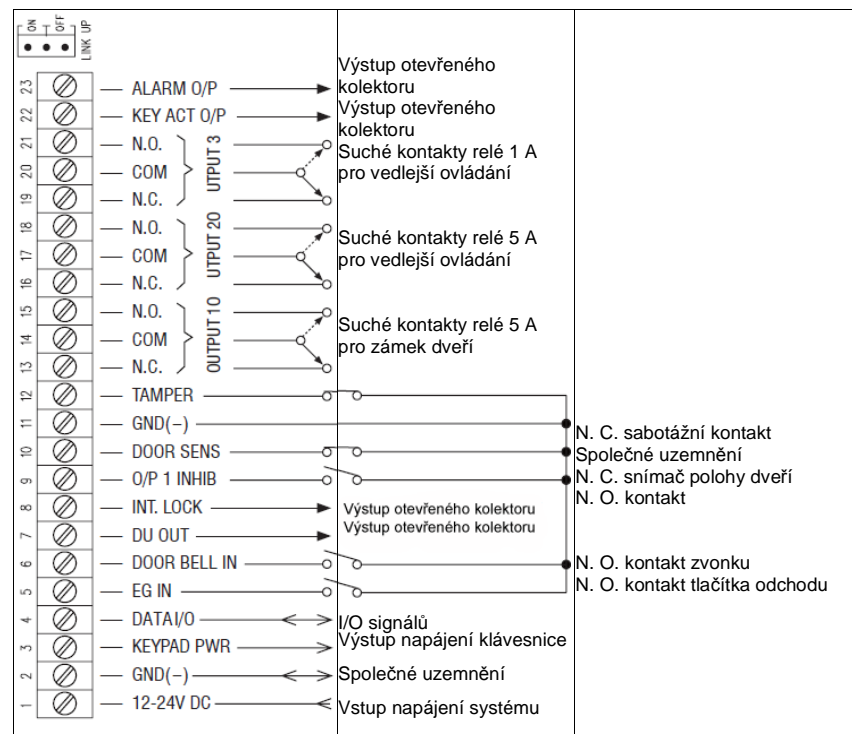 ON
OFF
LINK UP
23 ALARM O/P Výstup otevřeného kolektoru
22 KEY ACT O/P Výstup otevřeného kolektoru
21 N.O.
20 COM UTPUT 3 Suché kontakty relé 1 A pro vedlejší ovládání
19 N.C.
18 N.O.
17 COM UTPUT 20 Suché kontakty relé 5 A pro vedlejší ovládání
16 N.C.
15 N.O.
14 COM OUTPUT 10 Suché kontakty relé 5 A pro zámek dveří
13 N.C.
12 TAMPER N. C. sabotážní kontakt
11 GND(–) Společné uzemnění
10 DOOR SENS N. C. snímač polohy dveří
9 O/P 1 INHIB N. O. kontakt
8 INT. LOCK Výstup otevřeného kolektoru
7 DU OUT Výstup otevřeného kolektoru
6 DOOR BELL IN N. O. kontakt zvonku
5 EG IN N. O. kontakt tlačítka odchodu
4 DATA I/O I/O signálů
3 KEYPAD PWR Výstup napájení klávesnice
2 GND(–) Společné uzemnění
1 12-24V DC Vstup napájení systému